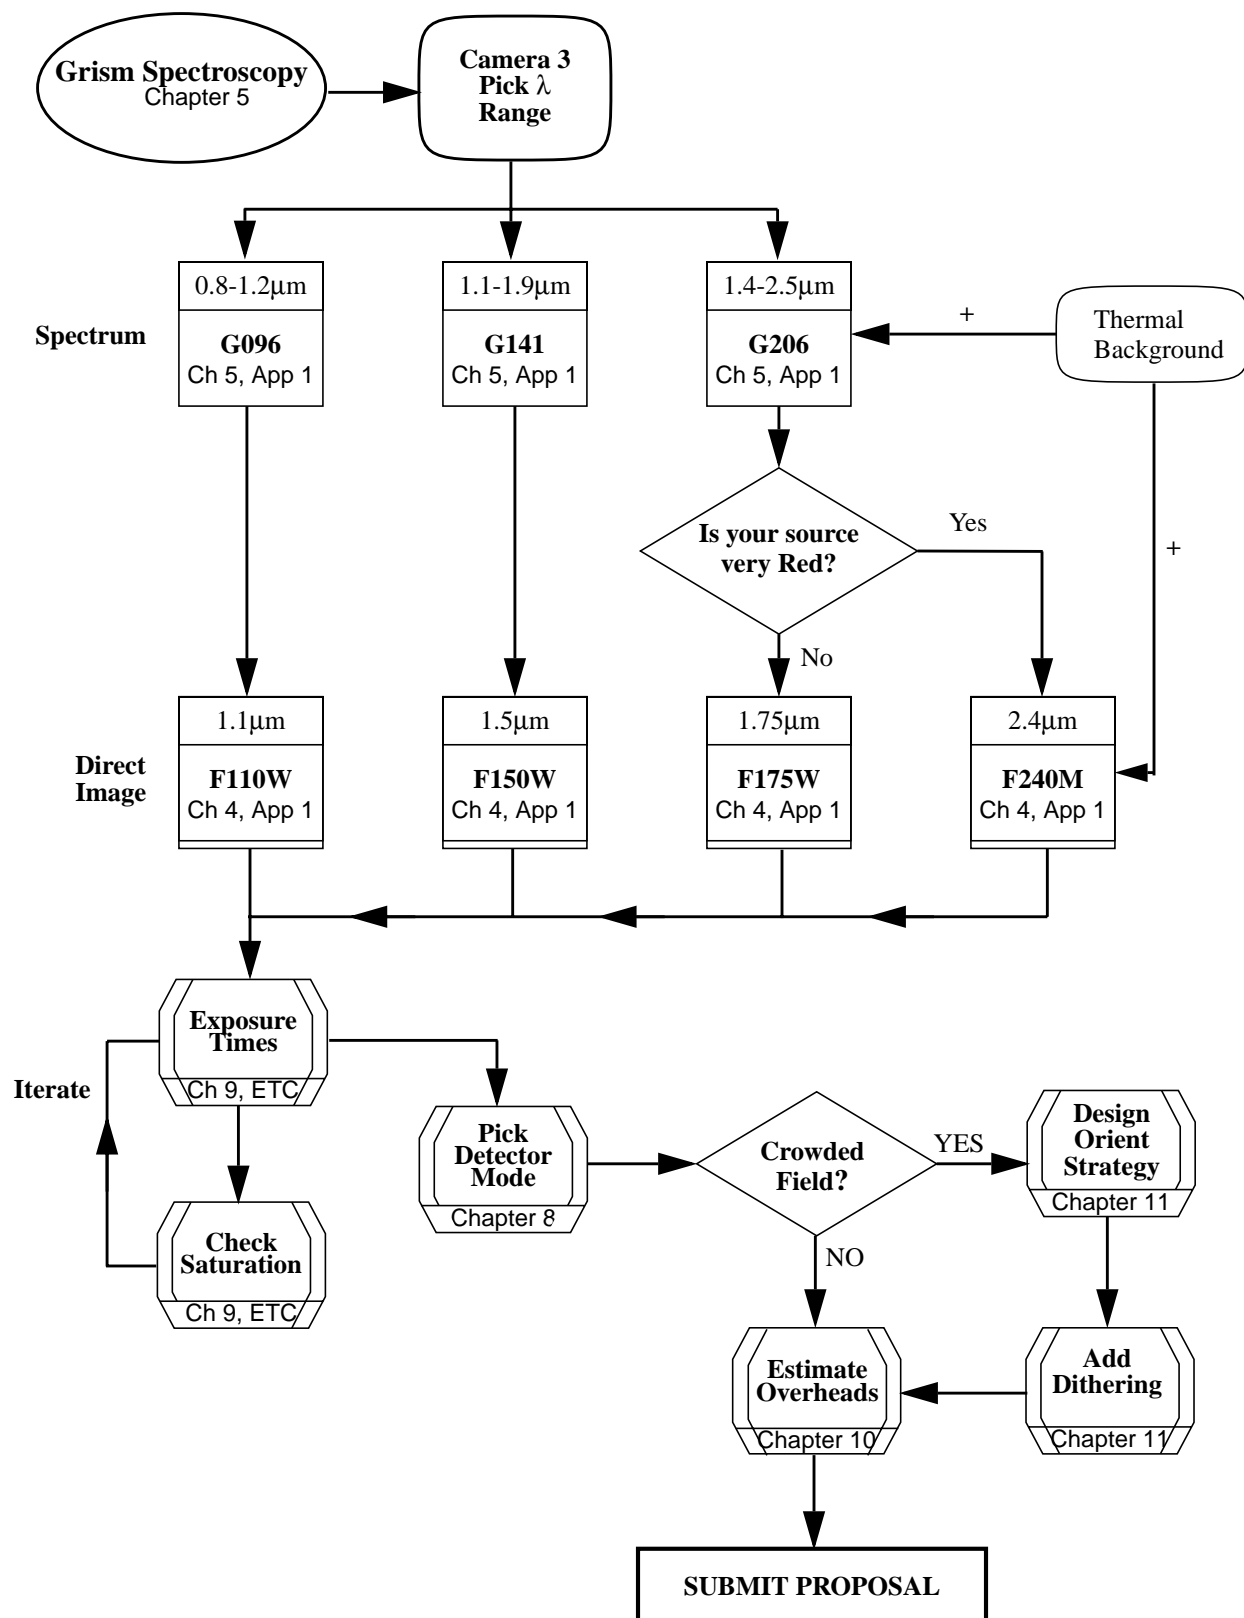 Grism Spectroscopy
Chapter 5
Camera 3
Pick λ
Range
0.8-1.2μm
1.1-1.9μm
1.4-2.5μm
Spectrum
G096
Ch 5, App 1
G141
Ch 5, App 1
G206
Ch 5, App 1
+
Thermal
Background
Is your source
very Red?
Yes
+
No
1.1μm
1.5μm
1.75μm
2.4μm
Direct
Image
F110W
Ch 4, App 1
F150W
Ch 4, App 1
F175W
Ch 4, App 1
F240M
Ch 4, App 1
Exposure
Times
Ch 9, ETC
Iterate
Check
Saturation
Ch 9, ETC
Pick
Detector
Mode
Chapter 8
Crowded
Field?
YES
NO
Design
Orient
Strategy
Chapter 11
Add
Dithering
Chapter 11
Estimate
Overheads
Chapter 10
SUBMIT PROPOSAL